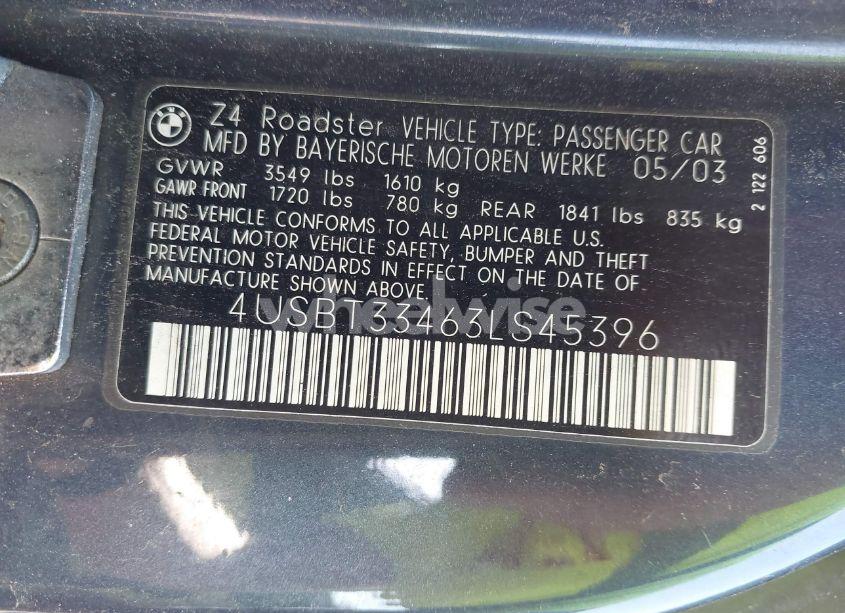 Z4 Roadster VEHICLE TYPE: PASSENGER CAR
MFD BY BAYERISCHE MOTOREN WERKE 05/03
GVWR 3549 lbs 1610 kg
GAWR FRONT 1720 lbs 780 kg REAR 1841 lbs 835 kg
THIS VEHICLE CONFORMS TO ALL APPLICABLE U.S.
FEDERAL MOTOR VEHICLE SAFETY, BUMPER AND THEFT
PREVENTION STANDARDS IN EFFECT ON THE DATE OF
MANUFACTURE SHOWN ABOVE
4USBT33463LS45396
2 122 606
wheelwise
BMW